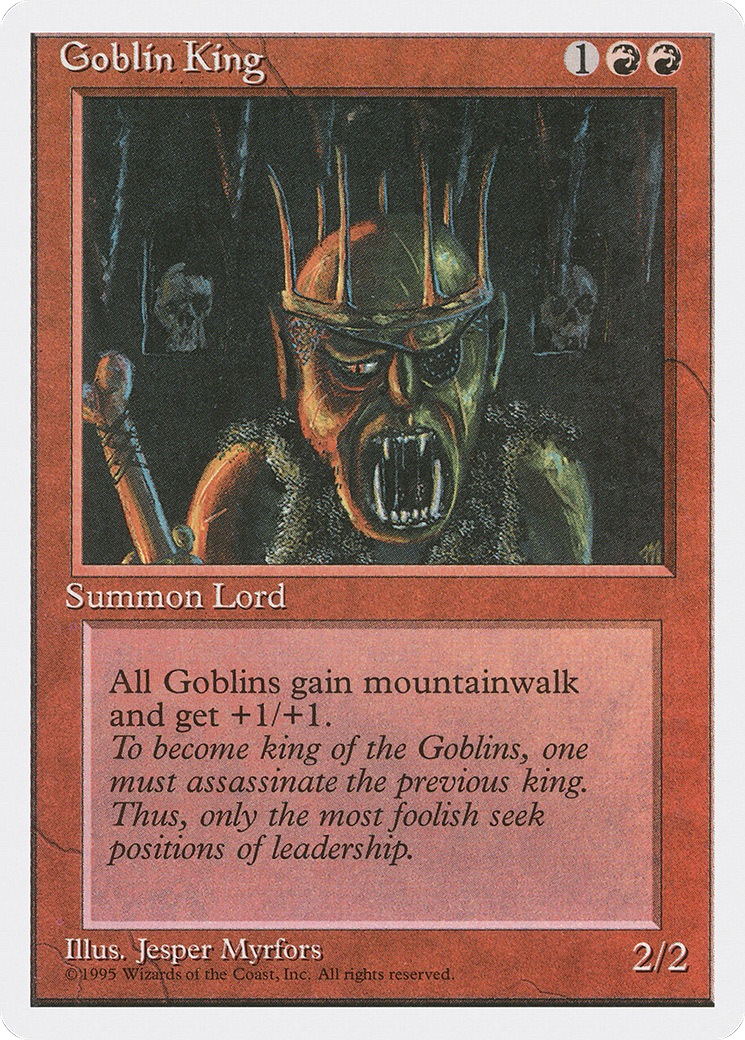 Goblin King 1
Summon Lord
All Goblins gain mountainwalk
and get +1/+1.
To become king of the Goblins, one
must assassinate the previous king.
Thus, only the most foolish seek
positions of leadership.
Illus. Jesper Myrfors
2/2
©1995 Wizards of the Coast, Inc. All rights reserved.